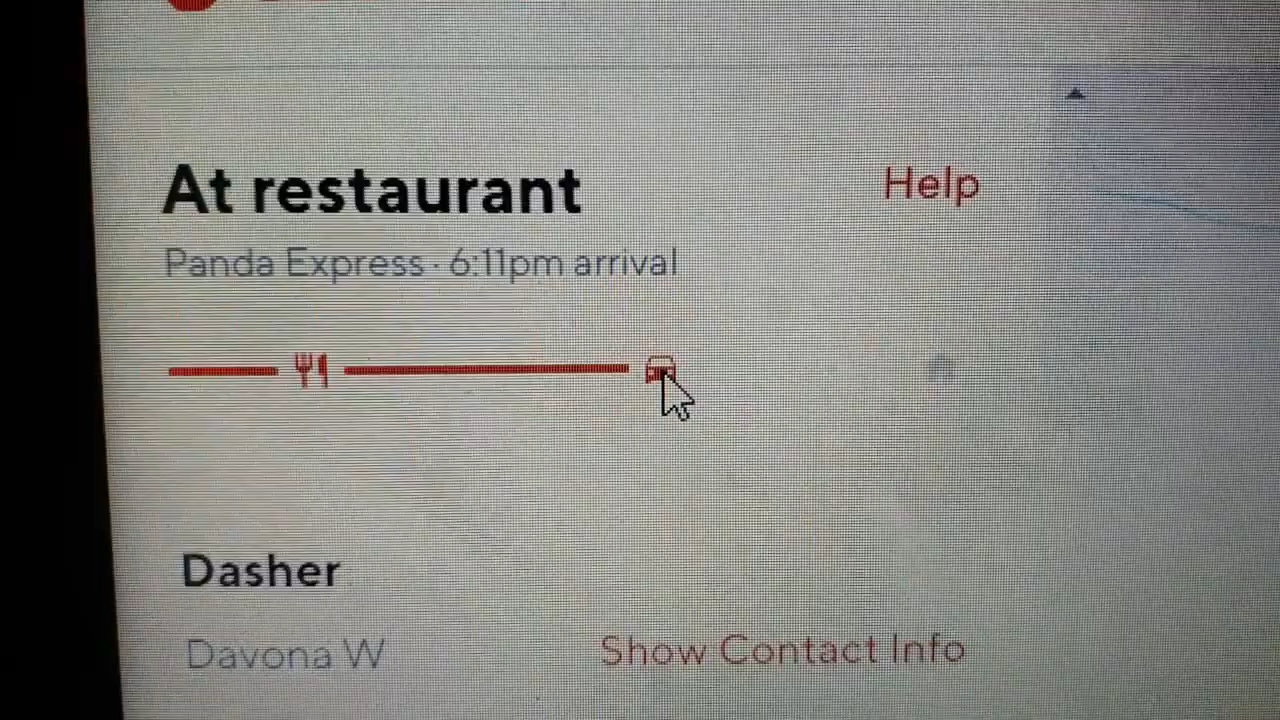 At restaurant
Help
Panda Express · 6:11pm arrival
Dasher
Davona W
Show Contact Info